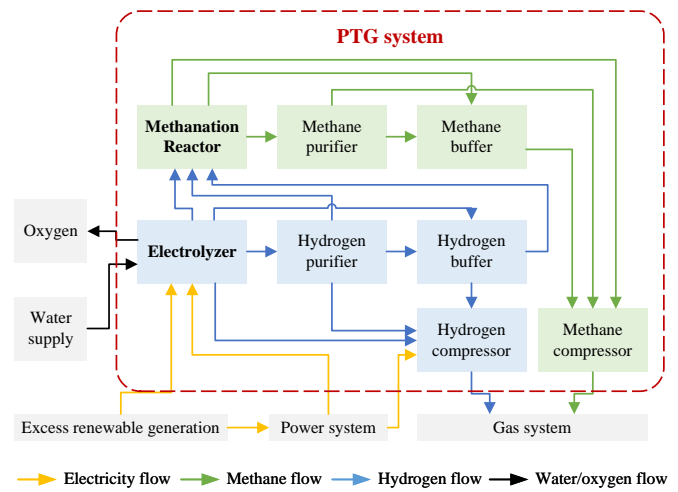 PTG system
Methanation
Reactor
Methane
purifier
Methane
buffer
Oxygen
Electrolyzer
Hydrogen
purifier
Hydrogen
buffer
Water
supply
Hydrogen
compressor
Methane
compressor
Excess renewable generation
Power system
Gas system
Electricity flow
Methane flow
Hydrogen flow
Water/oxygen flow